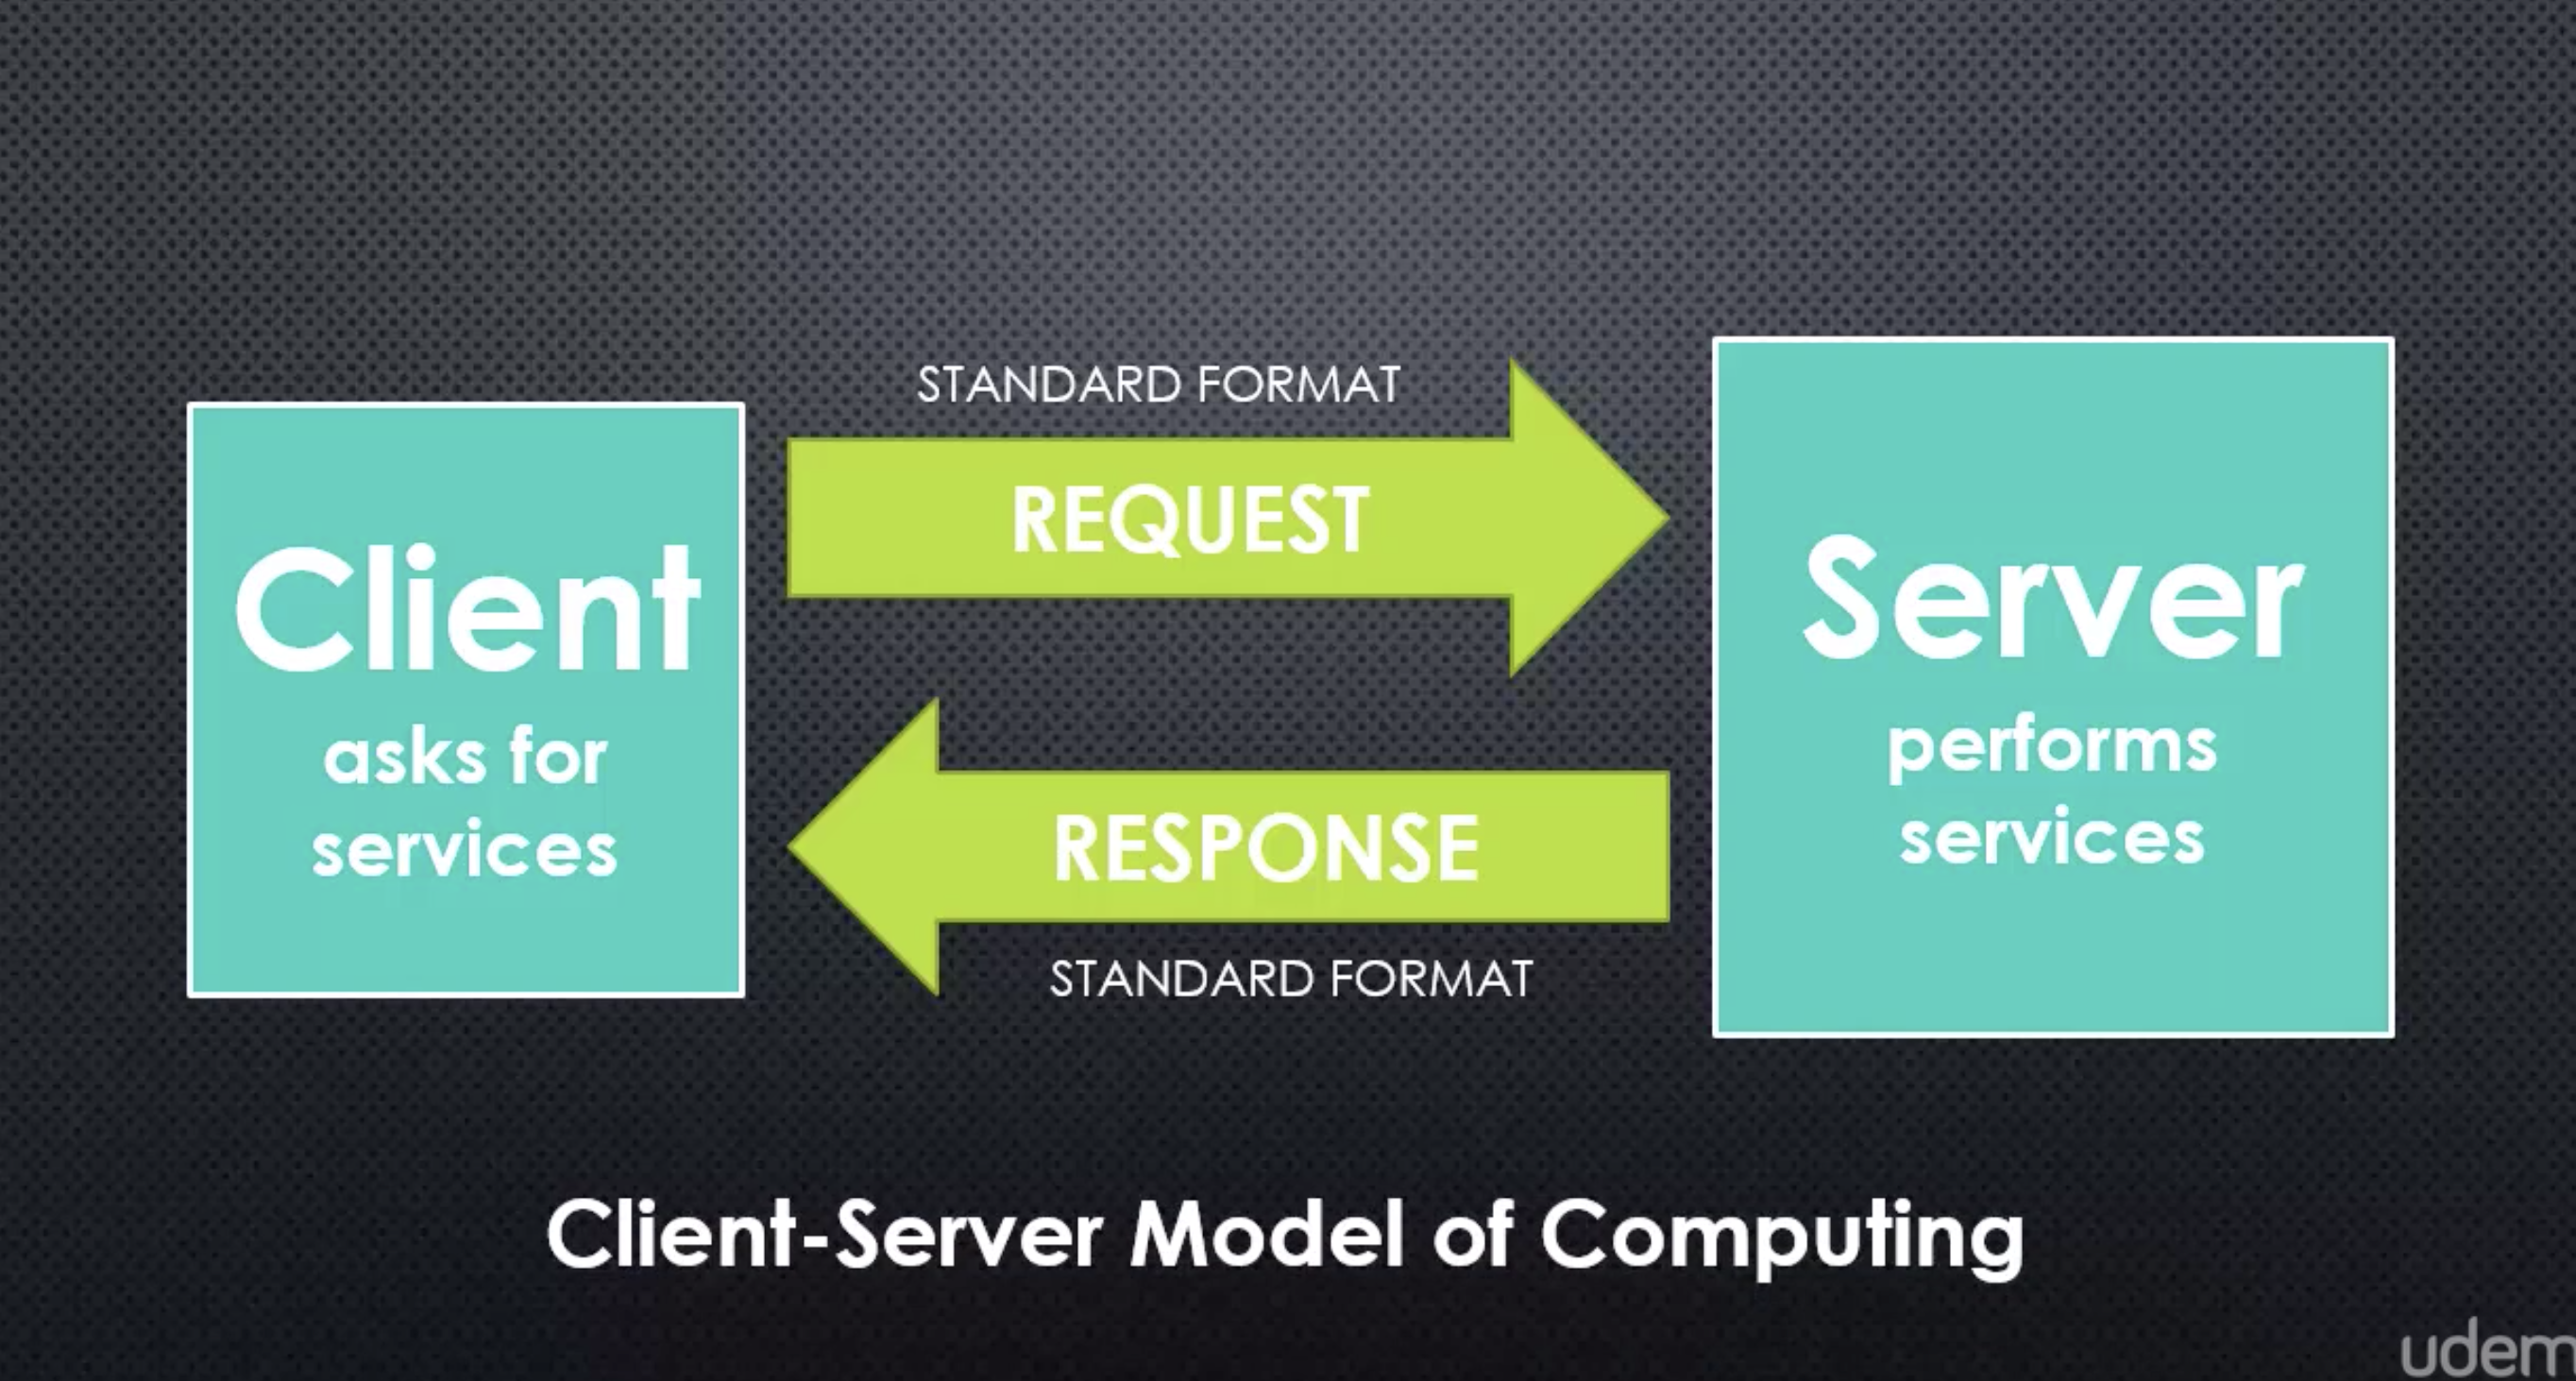 STANDARD FORMAT
REQUEST
Client
asks for
services
Server
performs
services
RESPONSE
STANDARD FORMAT
Client-Server Model of Computing
udem